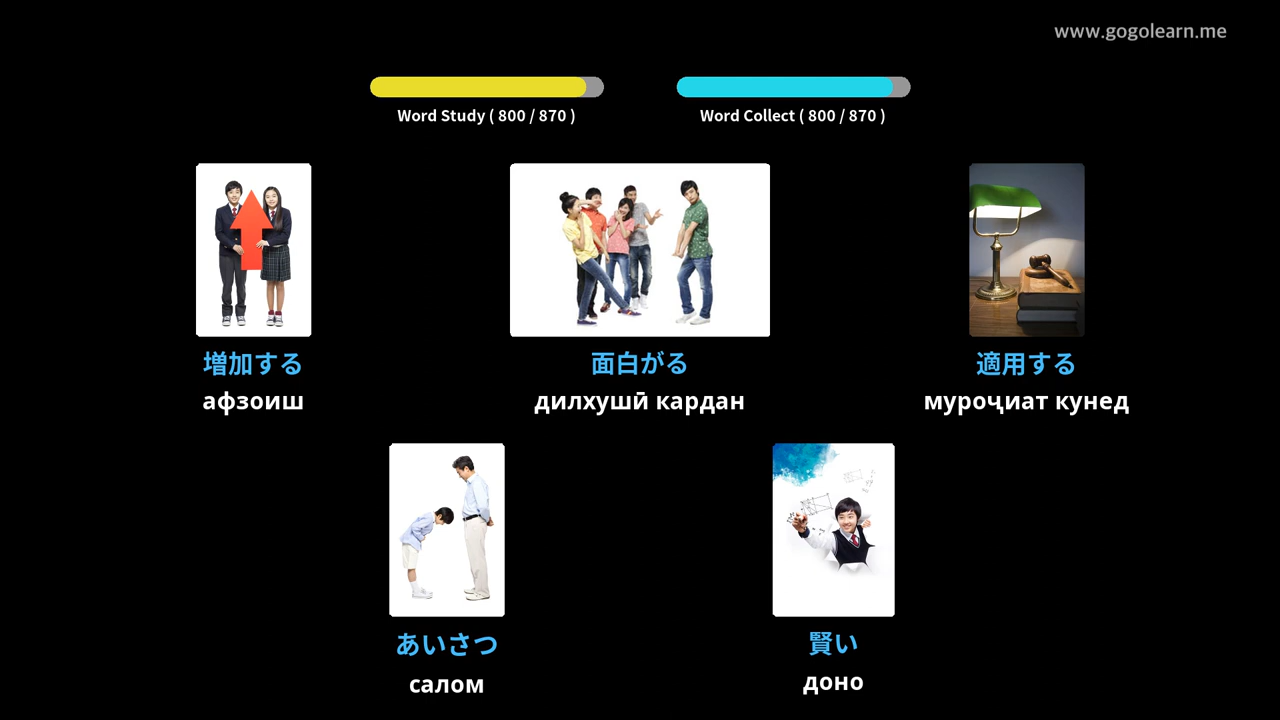 www.gogolearn.me
Word Study ( 800 / 870 )
Word Collect ( 800 / 870 )
増加する
афзоиш
面白がる
дилхушӣ кардан
適用する
муроҷиат кунед
あいさつ
салом
賢い
доно